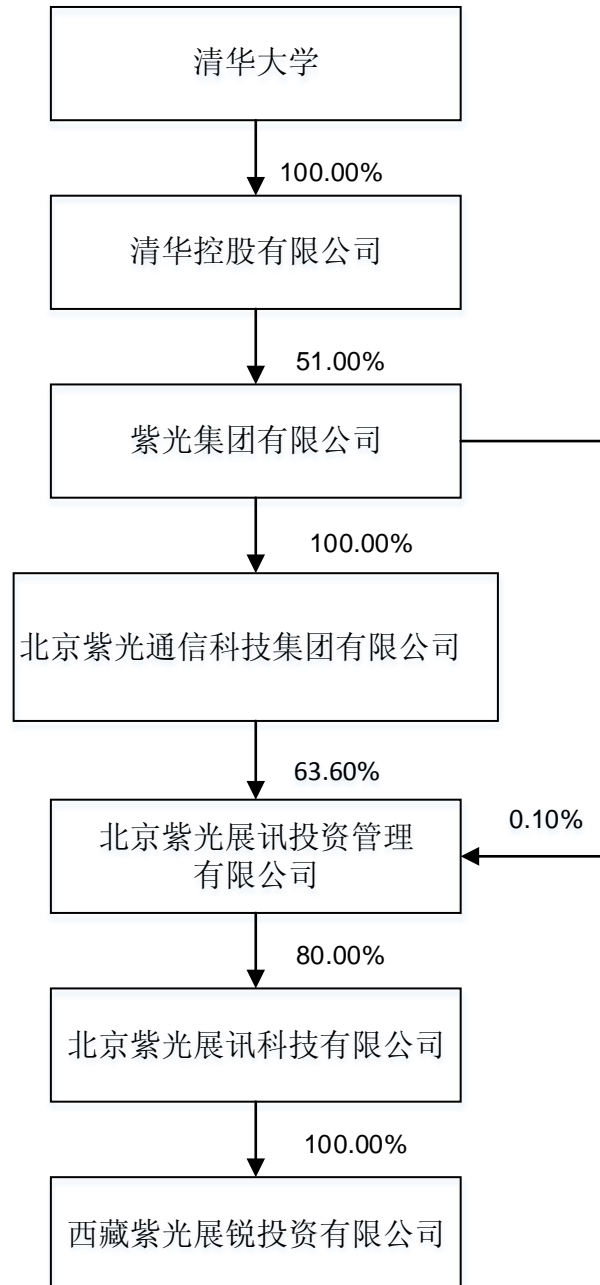 清华大学
100.00%
清华控股有限公司
51.00%
紫光集团有限公司
100.00%
北京紫光通信科技集团有限公司
63.60%
0.10%
北京紫光展讯投资管理
有限公司
80.00%
北京紫光展讯科技有限公司
100.00%
西藏紫光展锐投资有限公司